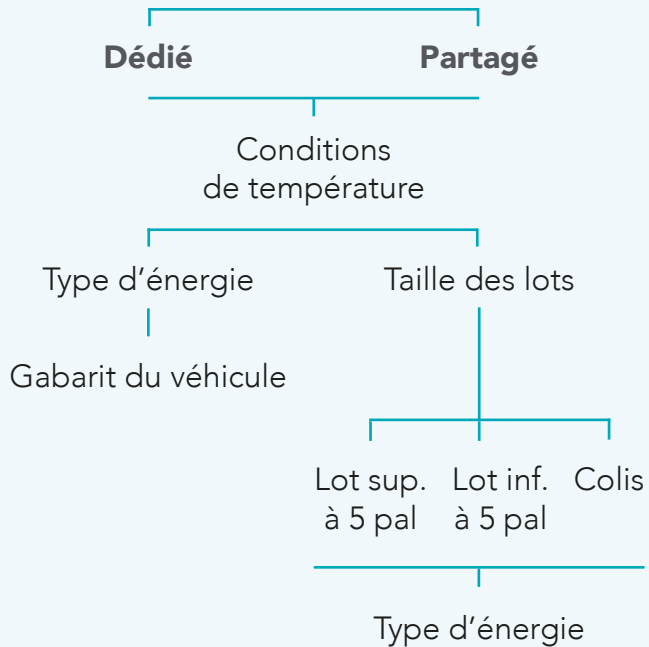 Dédié Partagé
Conditions
de température
Type d'énergie Taille des lots
Gabarit du véhicule
Lot sup. Lot inf. Colis
à 5 pal à 5 pal
Type d'énergie